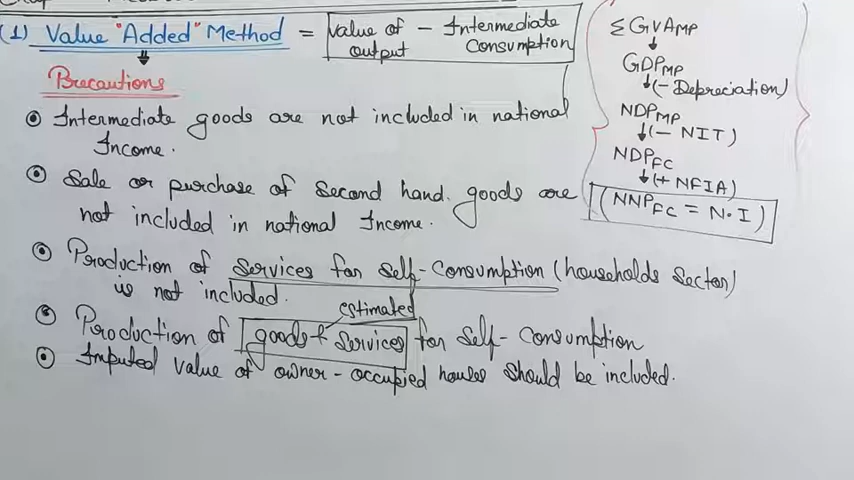 (1) Value "Added" Method = Value of output - Intermediate Consumption
Precautions
Intermediate goods are not included in national
Income.
Sale or purchase of Second hand goods are
not included in national Income.
Production of Services for Self-Consumption (households Sector)
is not included.
estimated
Production of goods & Services for Self-Consumption
Imputed value of owner-occupied houses should be included.
ΣGVAMP
GDPMP
(- Depreciation)
NDPMP
(- NIT)
NDPFC
(+ NFIA)
(NNPFC = N.I)